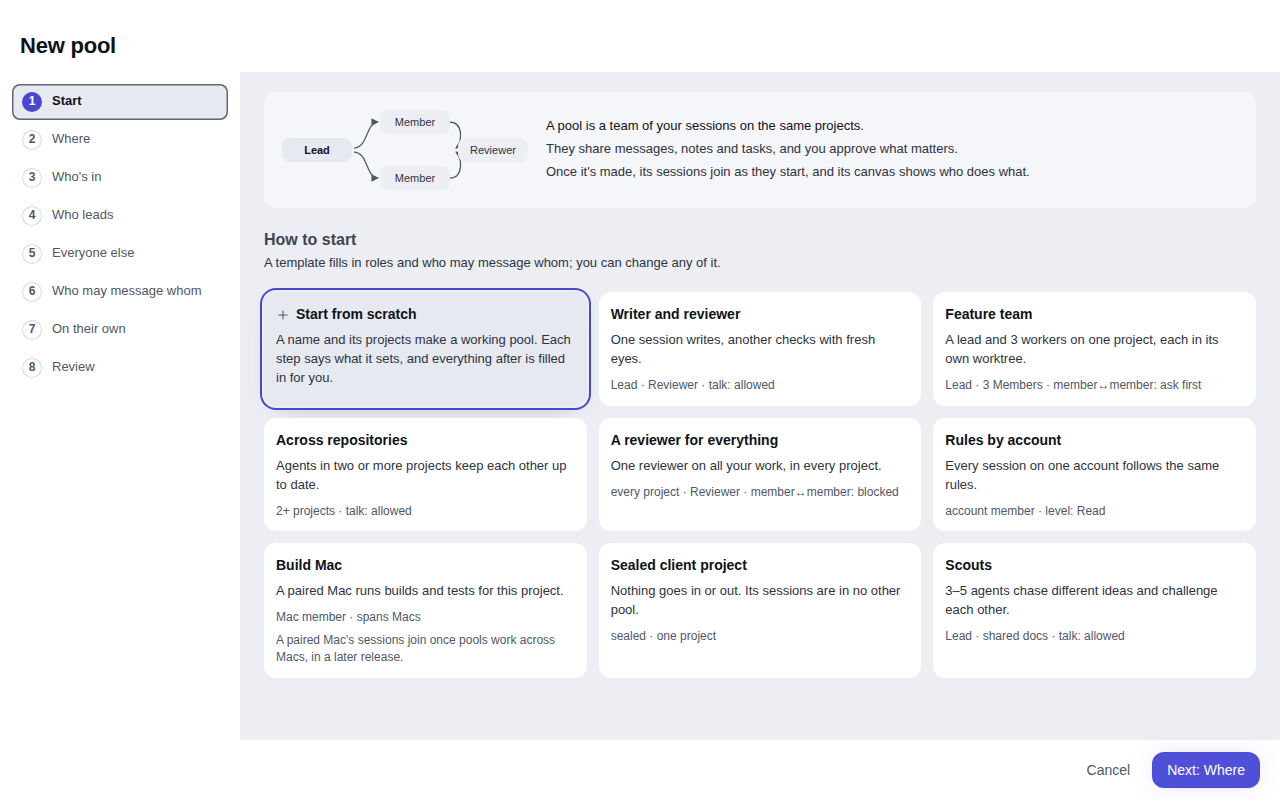 New pool
1 Start
2 Where
3 Who's in
4 Who leads
5 Everyone else
6 Who may message whom
7 On their own
8 Review
Lead
Member
Member
Reviewer
A pool is a team of your sessions on the same projects.
They share messages, notes and tasks, and you approve what matters.
Once it's made, its sessions join as they start, and its canvas shows who does what.
How to start
A template fills in roles and who may message whom; you can change any of it.
+ Start from scratch
A name and its projects make a working pool. Each
step says what it sets, and everything after is filled
in for you.
Writer and reviewer
One session writes, another checks with fresh
eyes.
Lead · Reviewer · talk: allowed
Feature team
A lead and 3 workers on one project, each in its
own worktree.
Lead · 3 Members · member↔member: ask first
Across repositories
Agents in two or more projects keep each other up
to date.
2+ projects · talk: allowed
A reviewer for everything
One reviewer on all your work, in every project.
every project · Reviewer · member↔member: blocked
Rules by account
Every session on one account follows the same
rules.
account member · level: Read
Build Mac
A paired Mac runs builds and tests for this project.
Mac member · spans Macs
A paired Mac's sessions join once pools work across
Macs, in a later release.
Sealed client project
Nothing goes in or out. Its sessions are in no other
pool.
sealed · one project
Scouts
3–5 agents chase different ideas and challenge
each other.
Lead · shared docs · talk: allowed
Cancel
Next: Where